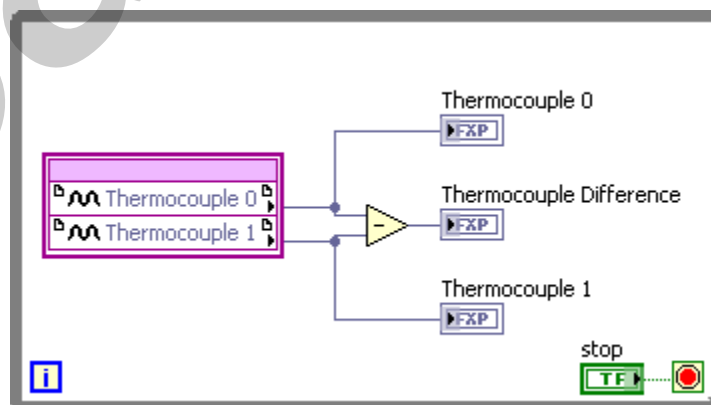 Thermocouple 0
FXP
Thermocouple 0
Thermocouple 1
Thermocouple Difference
FXP
Thermocouple 1
FXP
i
stop
TF